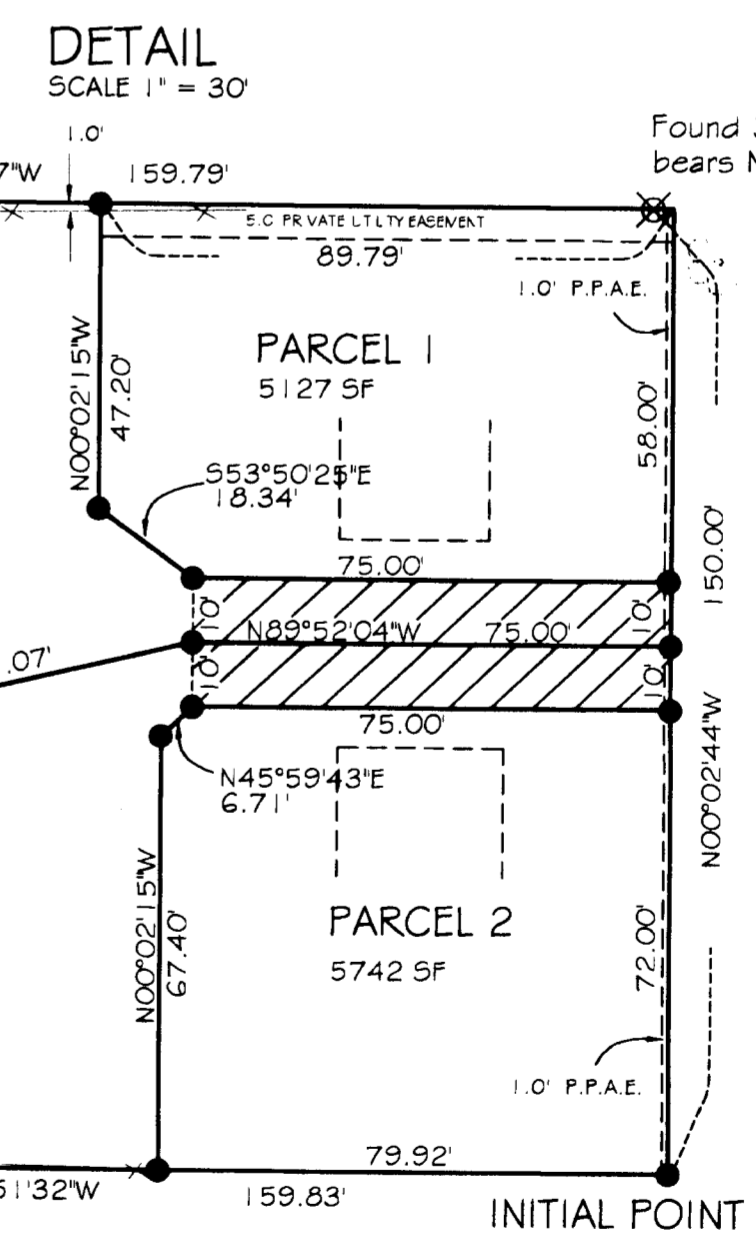 DETAIL
SCALE 1" = 30'
1.0'
Found
bears N
7"W
159.79'
5.0 PRIVATE UTILITY EASEMENT
89.79'
1.0' P.P.A.E.
PARCEL 1
5127 SF
N00°02'15"W
47.20'
58.00'
S53°50'25"E
18.34'
150.00'
75.00'
10'
10'
N89°52'04"W
75.00'
.07'
10'
10'
75.00'
N45°59'43"E
6.71'
N00°02'44"W
N00°02'15"W
67.40'
PARCEL 2
5742 SF
72.00'
1.0' P.P.A.E.
79.92'
51'32"W
159.83'
INITIAL POINT